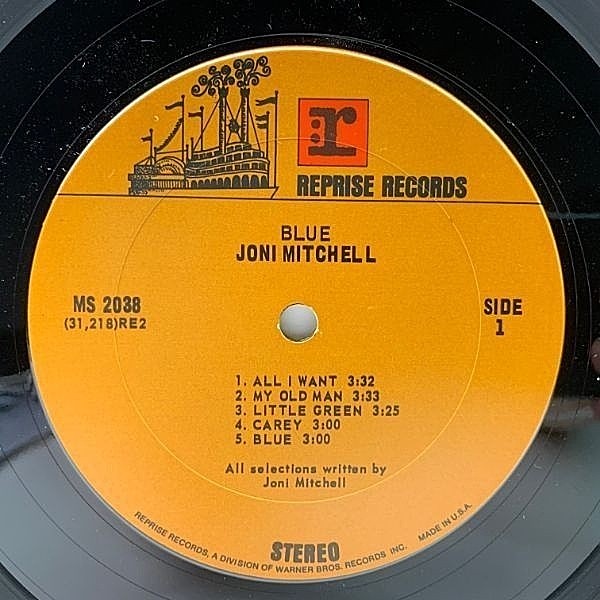 :r
REPRISE RECORDS
BLUE
JONI MITCHELL
MS 2038
(31,218)RE2
SIDE
1
1. ALL I WANT 3:32
2. MY OLD MAN 3:33
3. LITTLE GREEN 3:25
4. CAREY 3:00
5. BLUE 3:00
All selections written by
Joni Mitchell
STEREO
REPRISE RECORDS, A DIVISION OF WARNER BROS. RECORDS INC. MADE IN U.S.A.